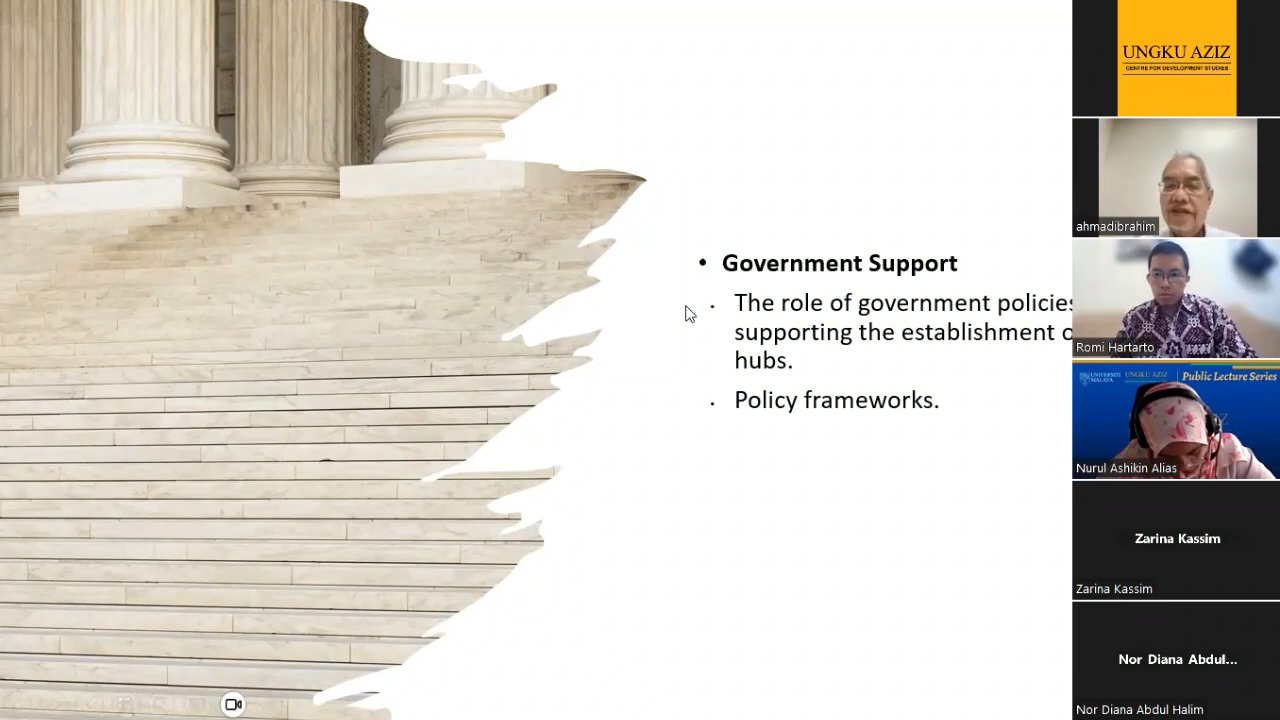 Government Support
The role of government policies
supporting the establishment o
hubs.
Policy frameworks.
UNGKU AZIZ
CENTRE FOR DEVELOPMENT STUDIES
ahmadibrahim
Romi Hartarto
UNIVERSITI
MALAYA
UNGKU AZIZ
Public Lecture Series
Nurul Ashikin Alias
Zarina Kassim
Zarina Kassim
Nor Diana Abdul...
Nor Diana Abdul Halim